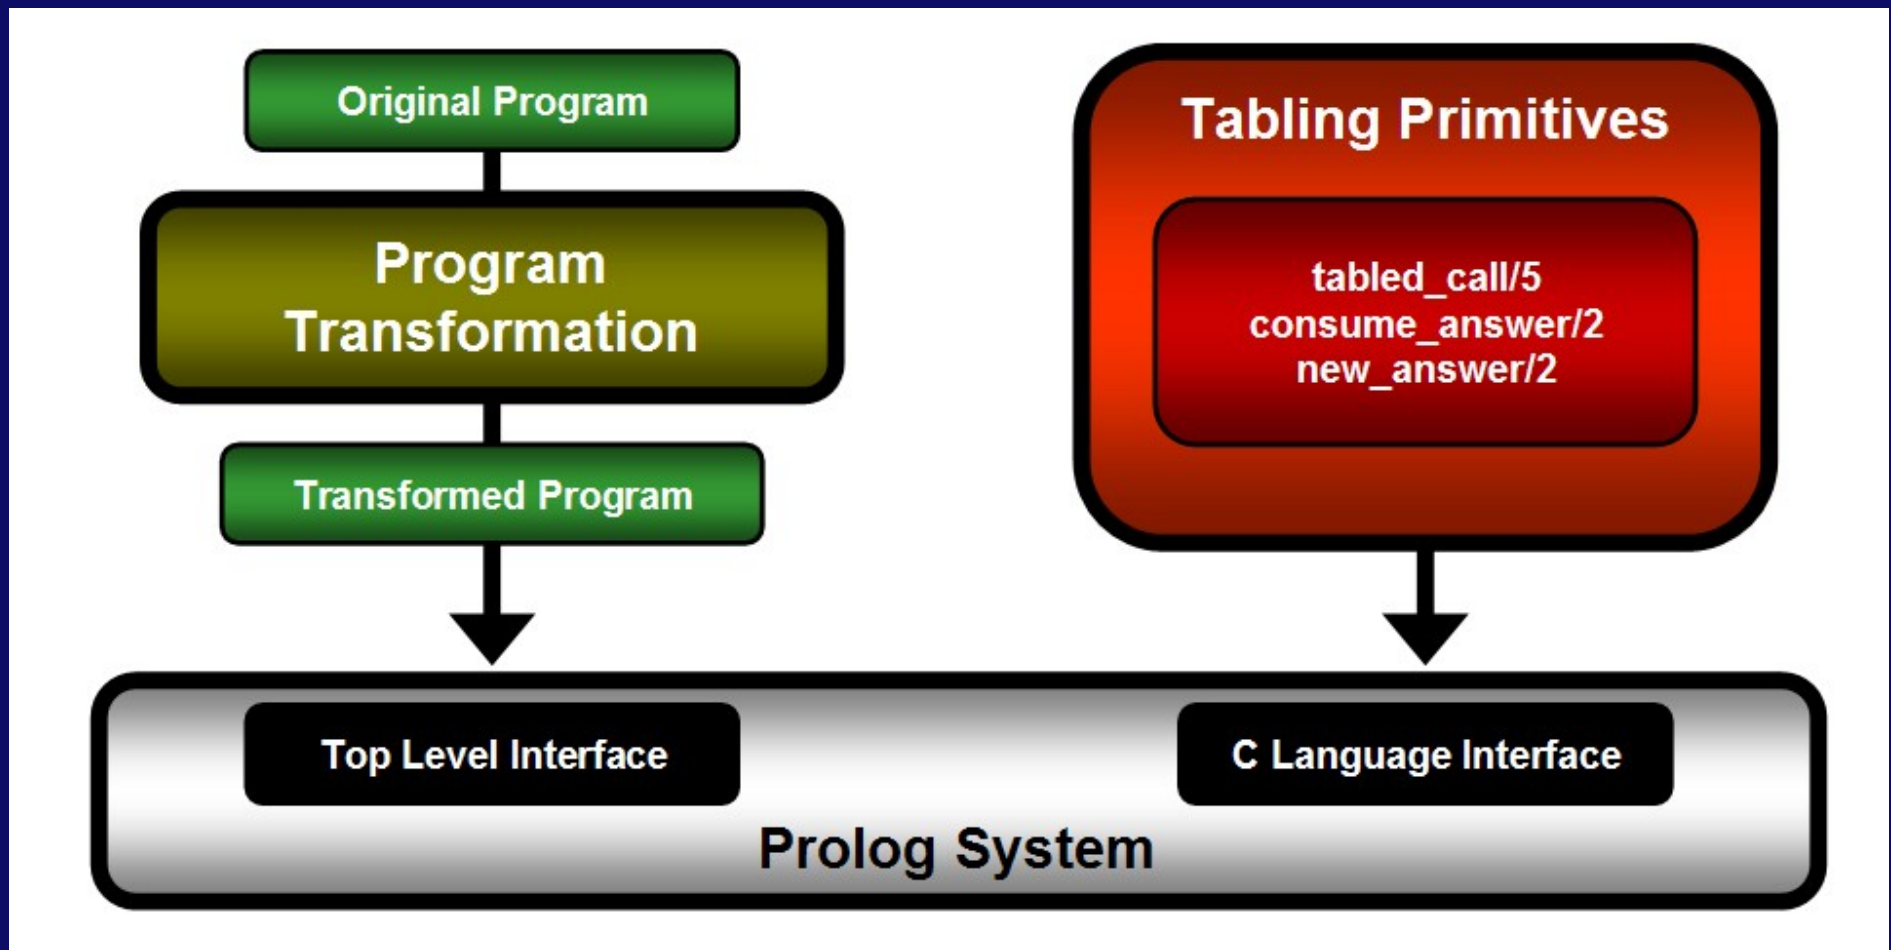 Original Program
Program
Transformation
Transformed Program
Tabling Primitives
tabled_call/5
consume_answer/2
new_answer/2
Top Level Interface
C Language Interface
Prolog System